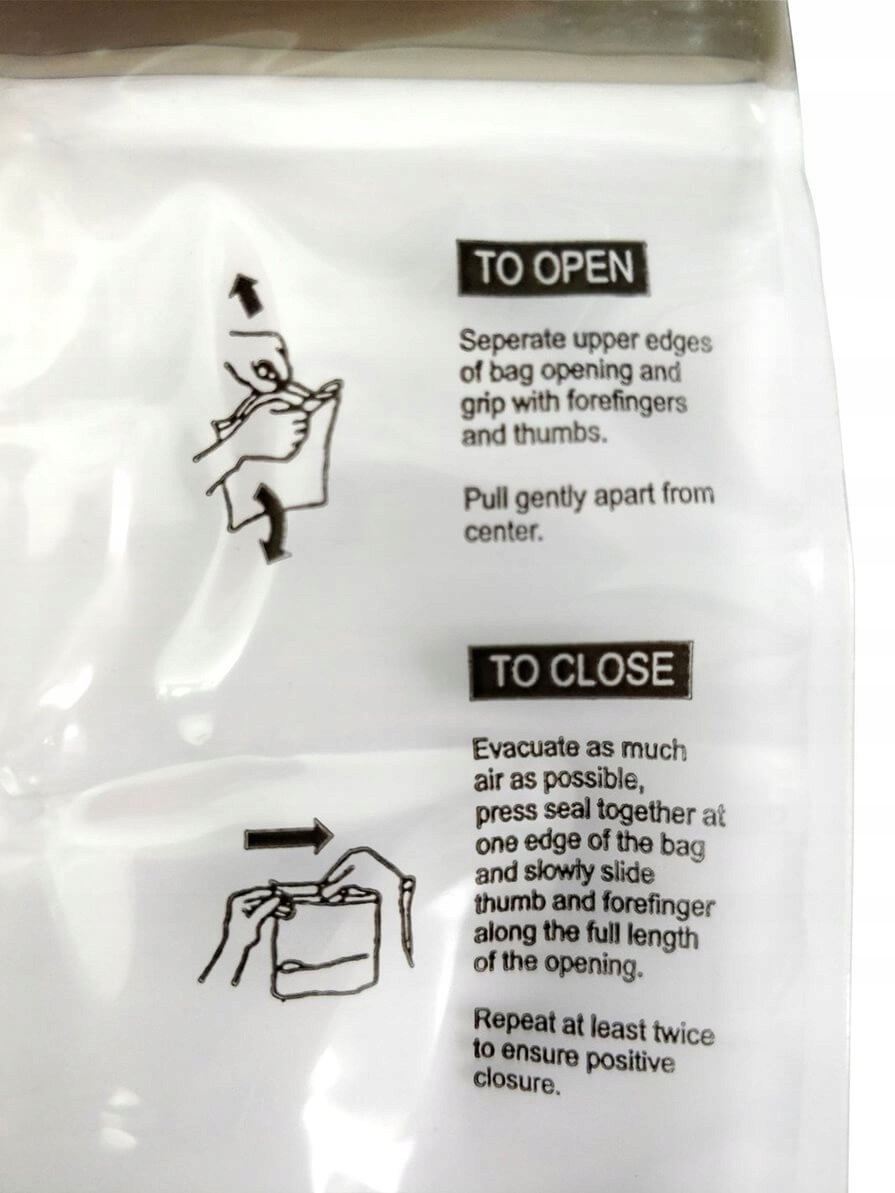 TO OPEN
Seperate upper edges
of bag opening and
grip with forefingers
and thumbs.
Pull gently apart from
center.
TO CLOSE
Evacuate as much
air as possible,
press seal together at
one edge of the bag
and slowly slide
thumb and forefinger
along the full length
of the opening.
Repeat at least twice
to ensure positive
closure.